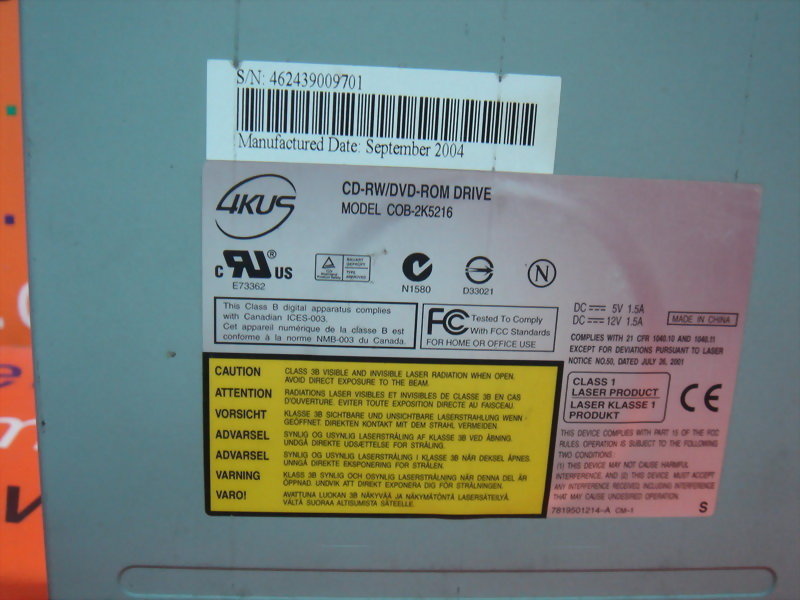 S/N: 462439009701
Manufactured Date: September 2004
4KUS
CD-RW/DVD-ROM DRIVE
MODEL COB-2K5216
c RU® US
E73362
N1580
D33021
N
This Class B digital apparatus complies
with Canadian ICES-003.
Cet appareil numérique de la classe B est
conforme à la norme NMB-003 du Canada.
FC Tested To Comply
With FCC Standards
FOR HOME OR OFFICE USE
DC 5V 1.5A
DC 12V 1.5A
MADE IN CHINA
COMPLIES WITH 21 CFR 1040.10 AND 1040.11
EXCEPT FOR DEVIATIONS PURSUANT TO LASER
NOTICE NO.50, DATED JULY 26, 2001
CLASS 1
LASER PRODUCT
LASER KLASSE 1
PRODUKT
CE
THIS DEVICE COMPLIES WITH PART 15 OF THE FCC
RULES. OPERATION IS SUBJECT TO THE FOLLOWING
TWO CONDITIONS:
(1) THIS DEVICE MAY NOT CAUSE HARMFUL
INTERFERENCE, AND (2) THIS DEVICE MUST ACCEPT
ANY INTERFERENCE RECEIVED, INCLUDING INTERFERENCE
THAT MAY CAUSE UNDESIRED OPERATION.
7819501214-A CM-1
S
CAUTION CLASS 3B VISIBLE AND INVISIBLE LASER RADIATION WHEN OPEN.
AVOID DIRECT EXPOSURE TO THE BEAM.
ATTENTION RADIATIONS LASER VISIBLES ET INVISIBLES DE CLASSE 3B EN CAS
D'OUVERTURE. EVITER TOUTE EXPOSITION DIRECTE AU FAISCEAU.
VORSICHT KLASSE 3B SICHTBARE UND UNSICHTBARE LASERSTRAHLUNG WENN
GEÖFFNET DIREKTEN KONTAKT MIT DEM STRAHL VERMEIDEN.
ADVARSEL SYNLIG OG USYNLIG LASERSTRÅLING AF KLASSE 3B VED ÅBNING.
UNDGÅ DIREKTE UDSÆTTELSE FOR STRÅLING.
ADVARSEL SYNLIG OG USYNLIG LASERSTRÅLING I KLASSE 3B NÅR DEKSEL ÅPNES
UNNGÅ DIREKTE EKSPONERING FOR STRÅLEN.
VARNING KLASS 3B SYNLIG OCH OSYNLIG LASERSTRÅLNING NÄR DENNA DEL ÄR
ÖPPNAD. UNDVIK ATT DIREKT EXPONERA DIG FÖR STRÅLNINGEN.
VARO! AVATTUNA LUOKAN 3B NÄKYVÄÄ JA NÄKYMÄTÖNTÄ LASERSÄTEILYÄ.
VÄLTÄ SUORAA ALTISUMISTA SÄTEELLE.